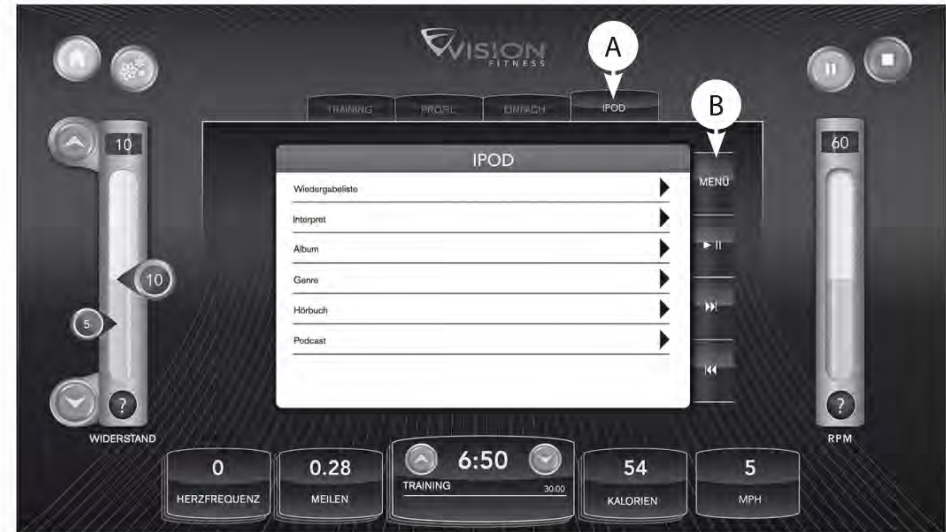 VISION
FITNESS
A
B
TRAINING PROFIL EINFACH IPOD
10
60
IPOD
MENÜ
Wiedergabeliste
Interpret
Album
Genre
Hörbuch
Podcast
10
5
?
?
WIDERSTAND
RPM
0
HERZFREQUENZ
0.28
MEILEN
6:50
TRAINING 30:00
54
KALORIEN
5
MPH